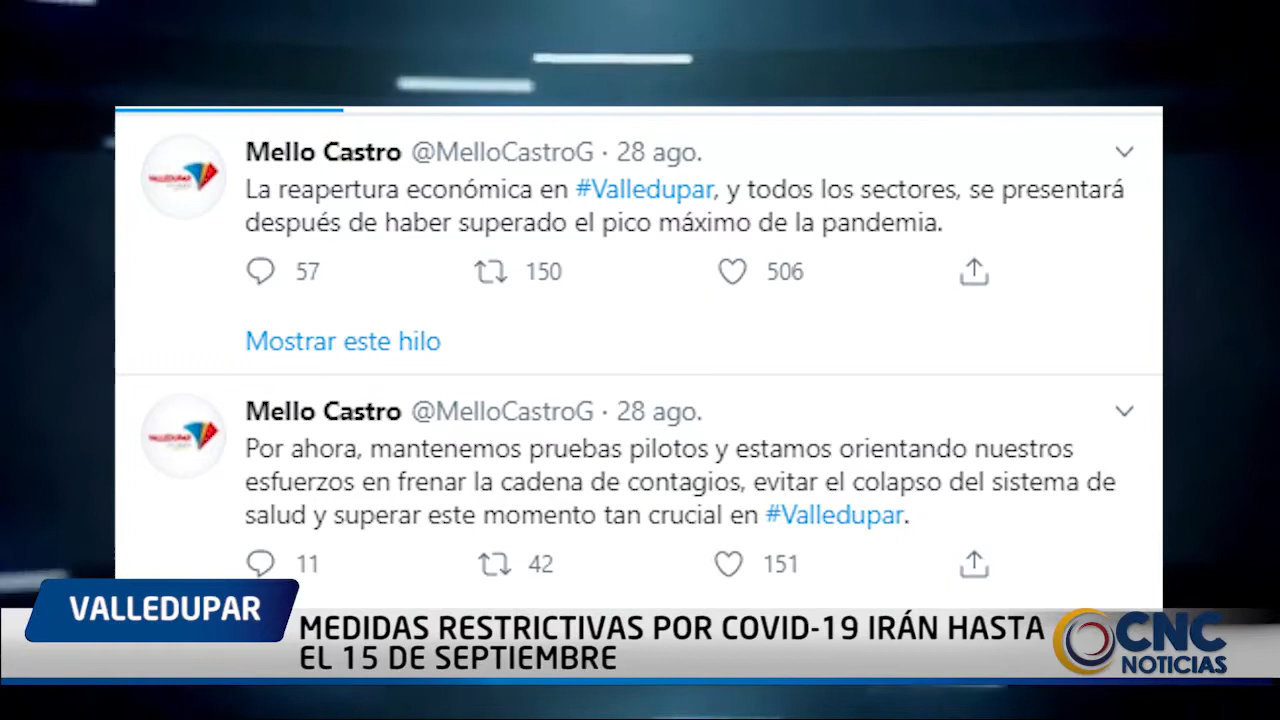 Mello Castro @MelloCastroG · 28 ago.
La reapertura económica en #Valledupar, y todos los sectores, se presentará
después de haber superado el pico máximo de la pandemia.
57 150 506
Mostrar este hilo
Mello Castro @MelloCastroG · 28 ago.
Por ahora, mantenemos pruebas pilotos y estamos orientando nuestros
esfuerzos en frenar la cadena de contagios, evitar el colapso del sistema de
salud y superar este momento tan crucial en #Valledupar.
11 42 151
VALLEDUPAR
VALLEDUPAR
VALLEDUPAR
MEDIDAS RESTRICTIVAS POR COVID-19 IRÁN HASTA
EL 15 DE SEPTIEMBRE
CNC
NOTICIAS